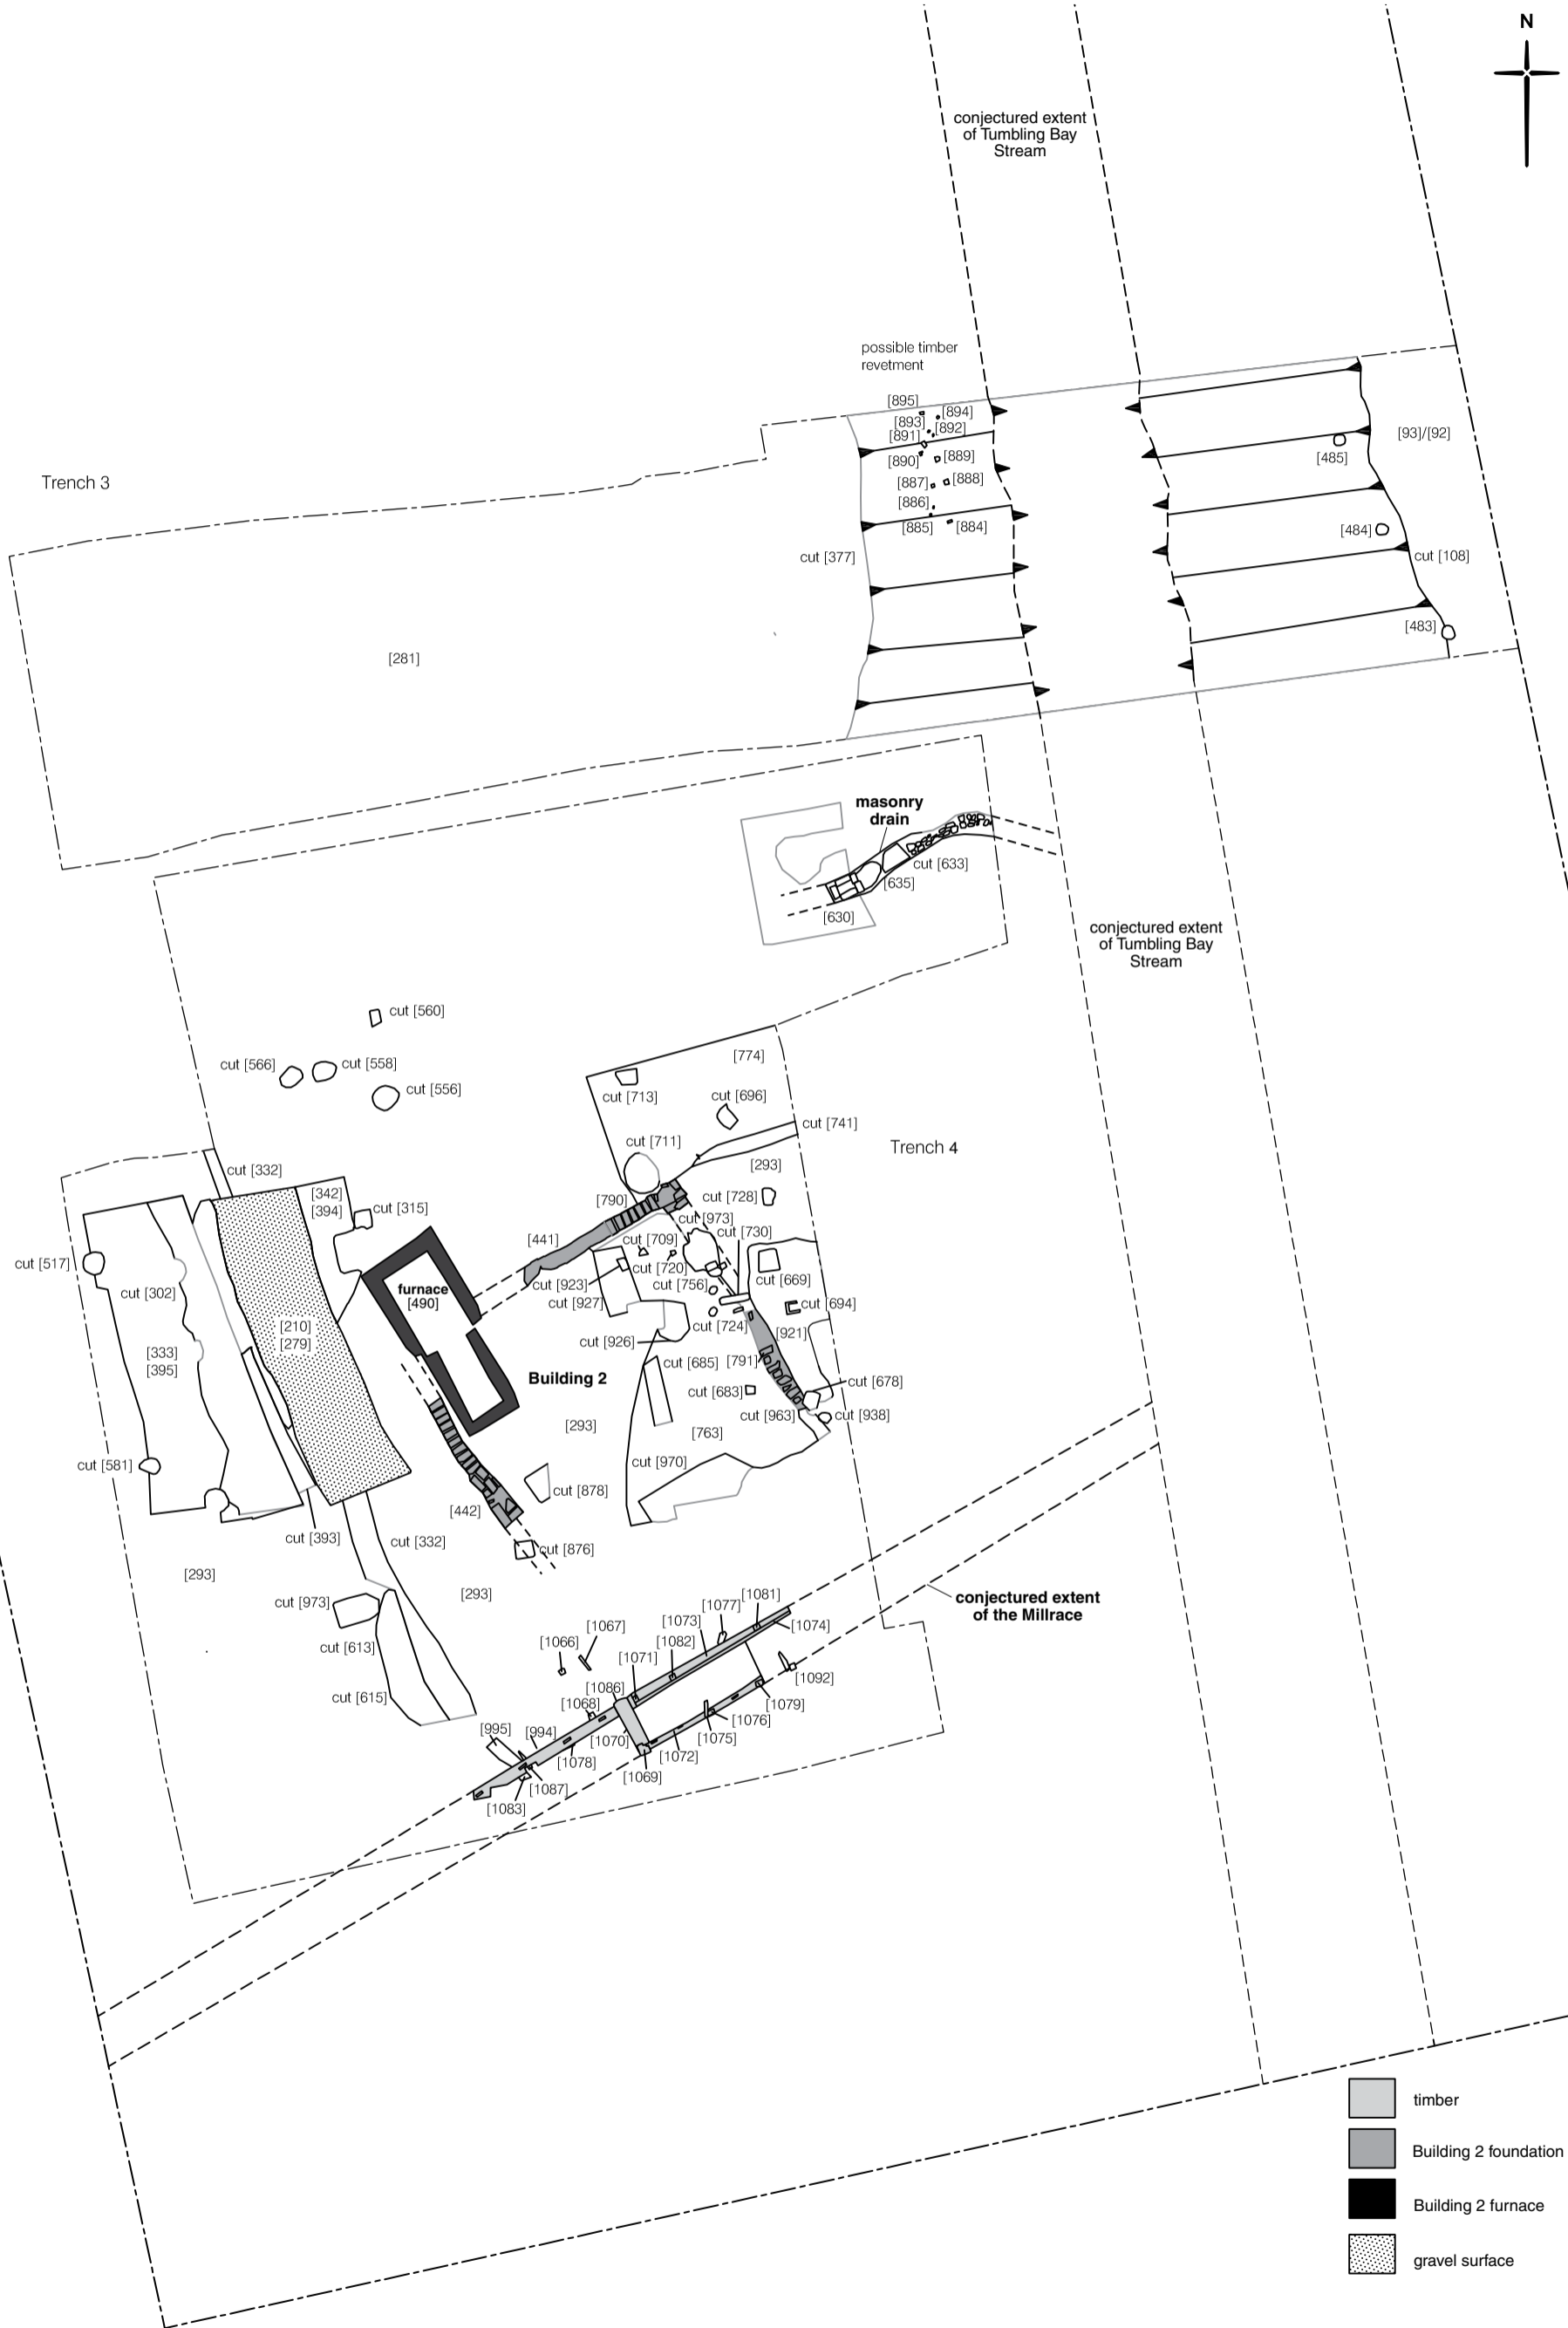 N
conjectured extent
of Tumbling Bay
Stream
possible timber
revetment
[895]
[894]
[893]
[892]
[891]
[890]
[889]
[887]
[888]
[886]
[885]
[884]
[93]/[92]
[485]
[484]
cut [108]
[483]
Trench 3
cut [377]
[281]
masonry
drain
cut [633]
[635]
[630]
conjectured extent
of Tumbling Bay
Stream
cut [560]
cut [566]
cut [558]
cut [556]
[774]
cut [713]
cut [696]
cut [741]
cut [711]
Trench 4
[293]
cut [332]
[342]
[394]
cut [315]
[790]
cut [728]
cut [973]
cut [730]
[441]
cut [709]
cut [720]
cut [517]
cut [302]
furnace
[490]
cut [923]
cut [927]
cut [756]
cut [669]
cut [694]
[210]
[279]
[333]
[395]
cut [926]
cut [724]
[921]
Building 2
cut [685]
[791]
cut [683]
cut [678]
cut [963]
cut [938]
[293]
[763]
cut [581]
cut [970]
cut [878]
[442]
cut [393]
cut [332]
cut [876]
[293]
[293]
cut [973]
conjectured extent
of the Millrace
cut [613]
cut [615]
[1066]
[1067]
[1071]
[1082]
[1073]
[1077]
[1081]
[1074]
[1092]
[1086]
[1068]
[995]
[994]
[1070]
[1078]
[1079]
[1076]
[1075]
[1072]
[1069]
[1087]
[1083]
timber
Building 2 foundation
Building 2 furnace
gravel surface